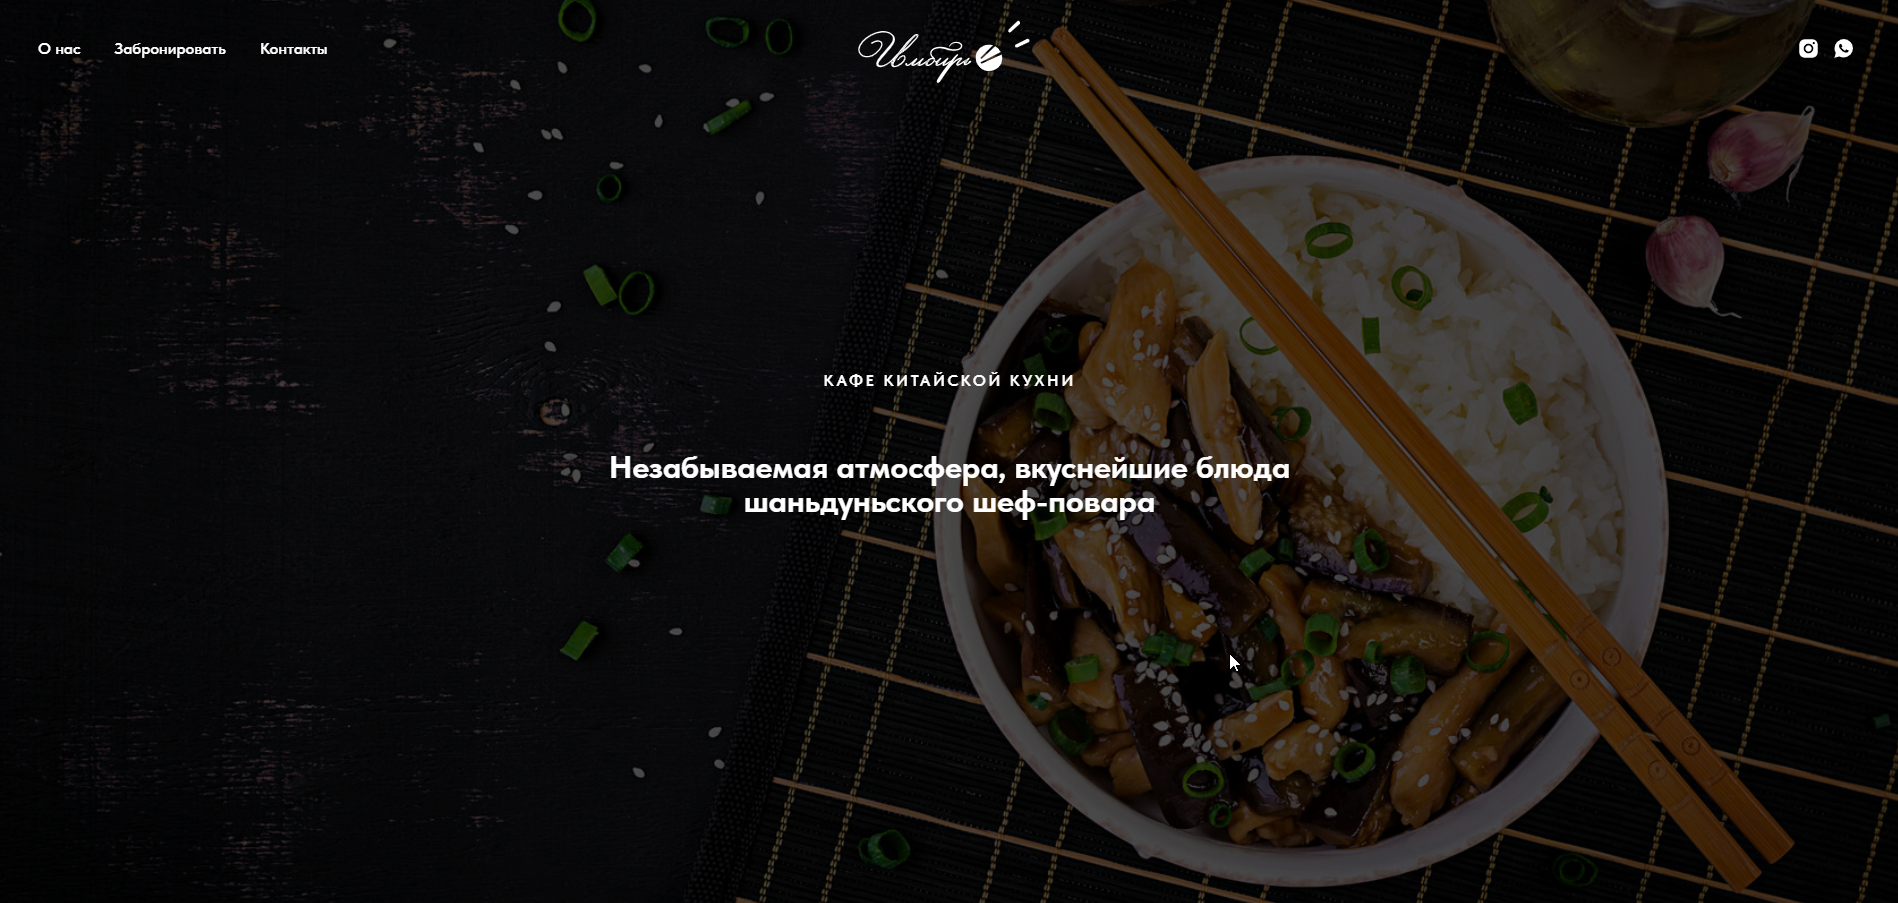 О нас
Забронировать
Контакты
Имбирь
КАФЕ КИТАЙСКОЙ КУХНИ
Незабываемая атмосфера, вкуснейшие блюда
шаньдуньского шеф-повара